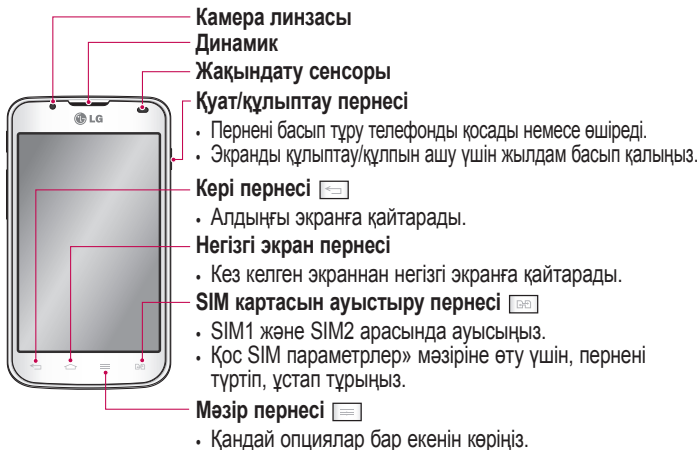 Камера линзасы
Динамик
Жақындату сенсоры
Қуат/құлыптау пернесі
• Пернені басып тұру телефонды қосады немесе өшіреді.
• Экранды құлыптау/құлпын ашу үшін жылдам басып қалыңыз.
LG
Кері пернесі
• Алдыңғы экранға қайтарады.
Негізгі экран пернесі
• Кез келген экраннан негізгі экранға қайтарады.
SIM картасын ауыстыру пернесі
• SIM1 және SIM2 арасында ауысыңыз.
• Қос SIM параметрлер» мәзіріне өту үшін, пернені
түртіп, ұстап тұрыңыз.
Мәзір пернесі
• Қандай опциялар бар екенін көріңіз.